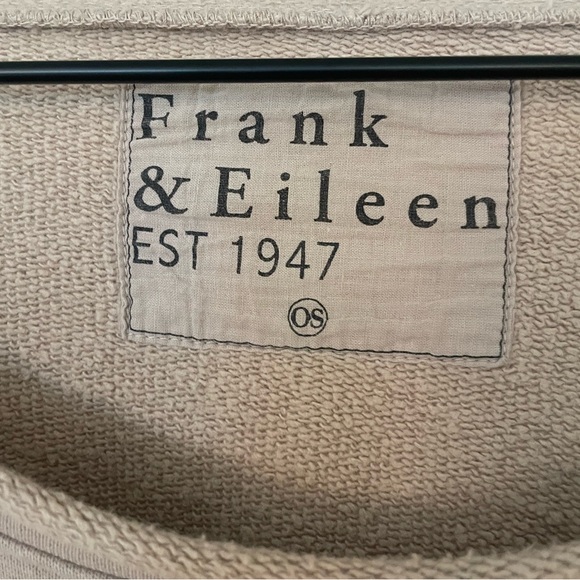 Frank
& Eileen
EST 1947
OS